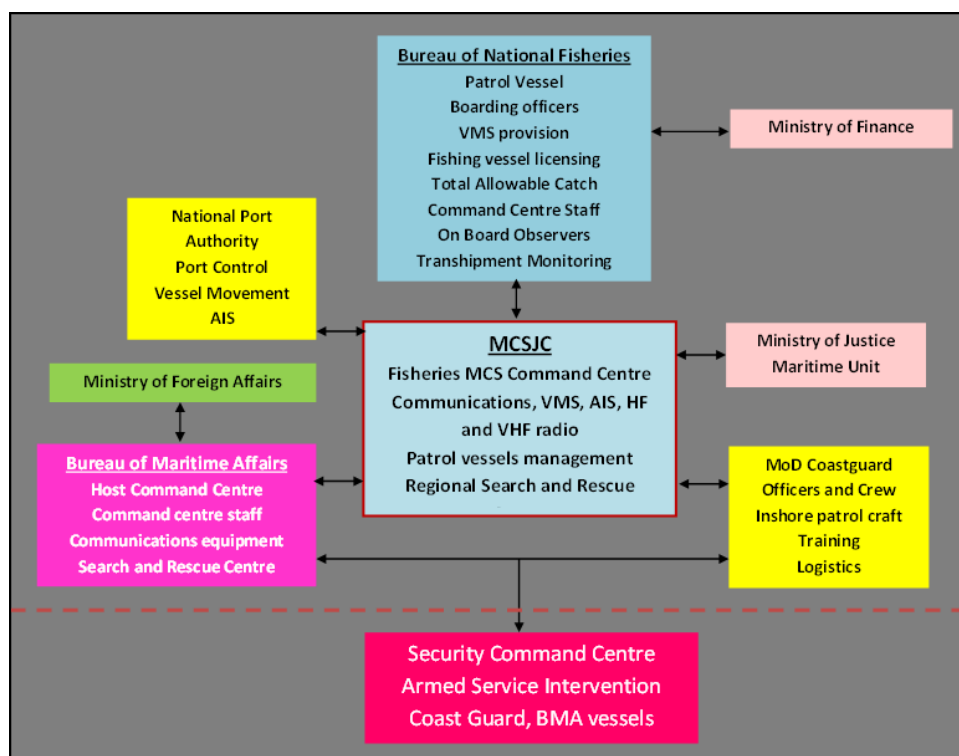 Bureau of National Fisheries
Patrol Vessel
Boarding officers
VMS provision
Fishing vessel licensing
Total Allowable Catch
Command Centre Staff
On Board Observers
Transhipment Monitoring
Ministry of Finance
National Port
Authority
Port Control
Vessel Movement
AIS
MCSJC
Fisheries MCS Command Centre
Communications, VMS, AIS, HF
and VHF radio
Patrol vessels management
Regional Search and Rescue
Ministry of Justice
Maritime Unit
Ministry of Foreign Affairs
Bureau of Maritime Affairs
Host Command Centre
Command centre staff
Communications equipment
Search and Rescue Centre
MoD Coastguard
Officers and Crew
Inshore patrol craft
Training
Logistics
Security Command Centre
Armed Service Intervention
Coast Guard, BMA vessels